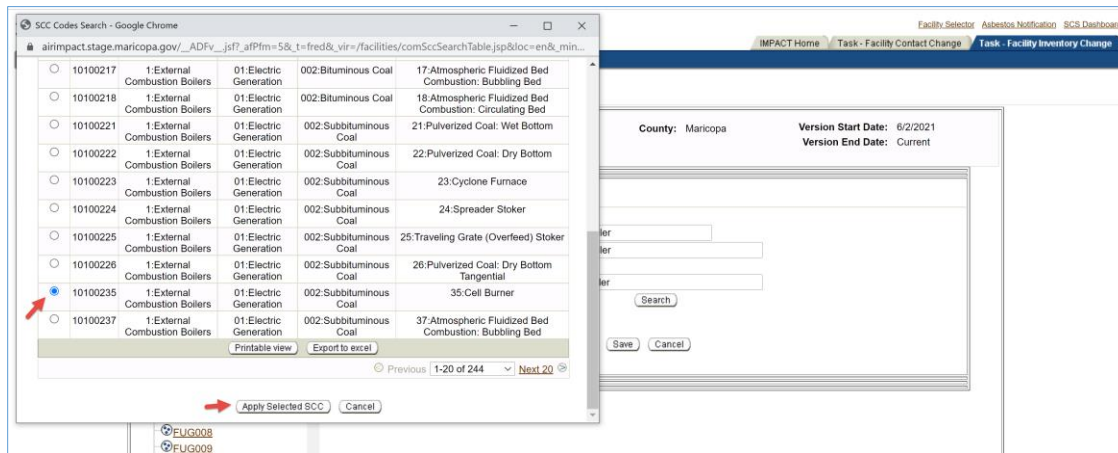 SCC Codes Search - Google Chrome
airimpact.stage.maricopa.gov/__ADFv__.jsf?_afPfm=5&_t=fred&_vir=/facilities/comSccSearchTable.jsp&loc=en&_min...
10100217 1:External Combustion Boilers 01:Electric Generation 002:Bituminous Coal 17:Atmospheric Fluidized Bed Combustion: Bubbling Bed
10100218 1:External Combustion Boilers 01:Electric Generation 002:Bituminous Coal 18:Atmospheric Fluidized Bed Combustion: Circulating Bed
10100221 1:External Combustion Boilers 01:Electric Generation 002:Subbituminous Coal 21:Pulverized Coal: Wet Bottom
10100222 1:External Combustion Boilers 01:Electric Generation 002:Subbituminous Coal 22:Pulverized Coal: Dry Bottom
10100223 1:External Combustion Boilers 01:Electric Generation 002:Subbituminous Coal 23:Cyclone Furnace
10100224 1:External Combustion Boilers 01:Electric Generation 002:Subbituminous Coal 24:Spreader Stoker
10100225 1:External Combustion Boilers 01:Electric Generation 002:Subbituminous Coal 25:Traveling Grate (Overfeed) Stoker
10100226 1:External Combustion Boilers 01:Electric Generation 002:Subbituminous Coal 26:Pulverized Coal: Dry Bottom Tangential
10100235 1:External Combustion Boilers 01:Electric Generation 002:Subbituminous Coal 35:Cell Burner
10100237 1:External Combustion Boilers 01:Electric Generation 002:Subbituminous Coal 37:Atmospheric Fluidized Bed Combustion: Bubbling Bed
Printable view Export to excel
Previous 1-20 of 244 Next 20
Apply Selected SCC Cancel
FUG008
FUG009
Facility Selector Asbestos Notification SCS Dashboar
IMPACT Home Task - Facility Contact Change Task - Facility Inventory Change
County: Maricopa Version Start Date: 6/2/2021
Version End Date: Current
ler
ler
ler
Search
Save Cancel